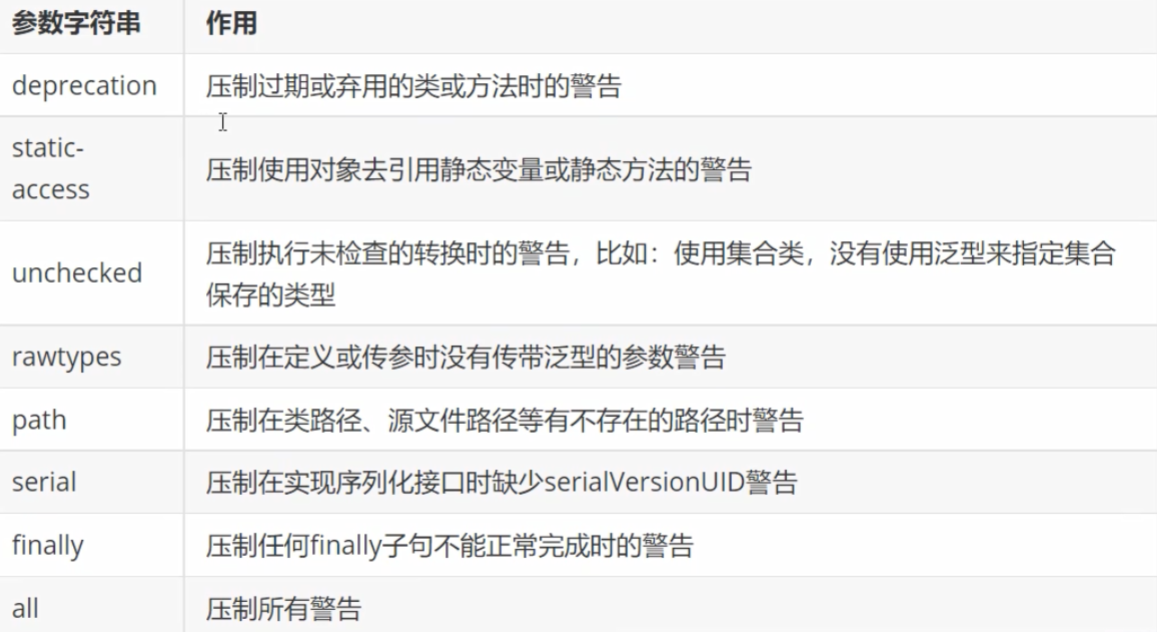 参数字符串 作用
deprecation 压制过期或弃用的类或方法时的警告
static-
access
压制使用对象去引用静态变量或静态方法的警告
unchecked
压制执行未检查的转换时的警告，比如：使用集合类，没有使用泛型来指定集合
保存的类型
rawtypes 压制在定义或传参时没有传带泛型的参数警告
path 压制在类路径、源文件路径等有不存在的路径时警告
serial 压制在实现序列化接口时缺少serialVersionUID警告
finally 压制任何finally子句不能正常完成时的警告
all 压制所有警告